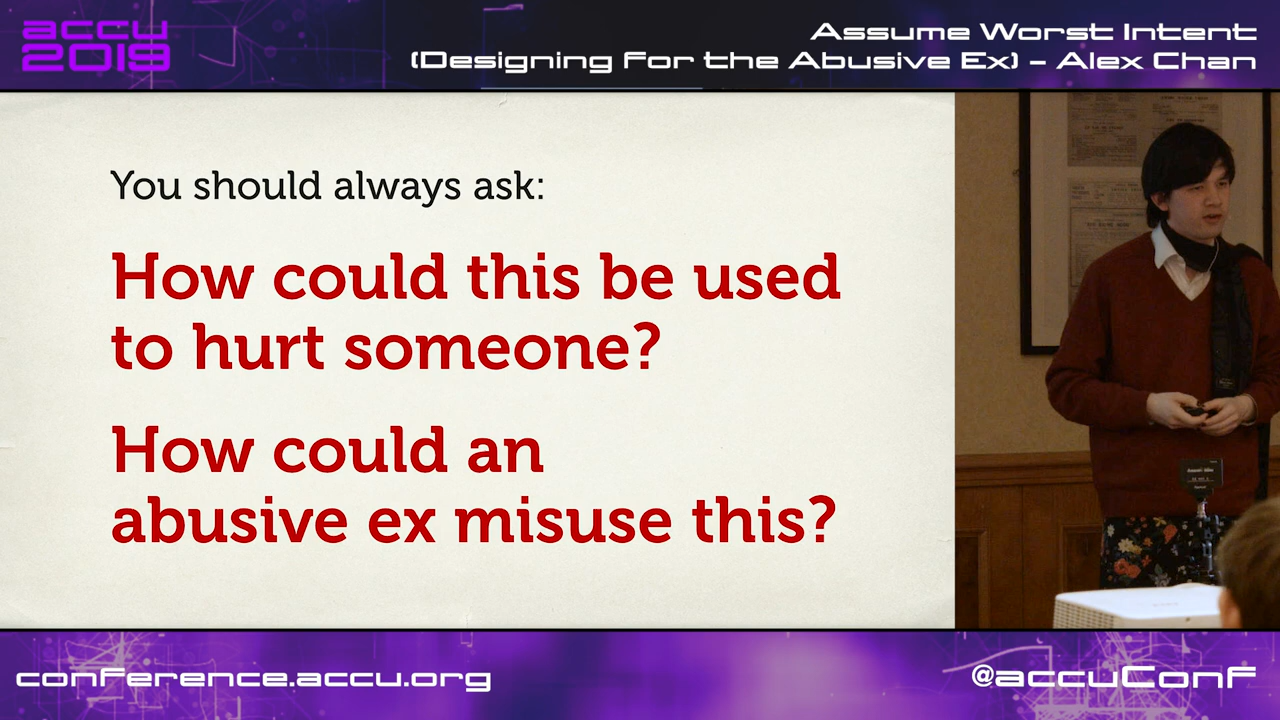 accu
2019
Assume Worst Intent
(Designing For the Abusive Ex) - Alex Chan
You should always ask:
How could this be used
to hurt someone?
How could an
abusive ex misuse this?
conference.accu.org
@accuConf